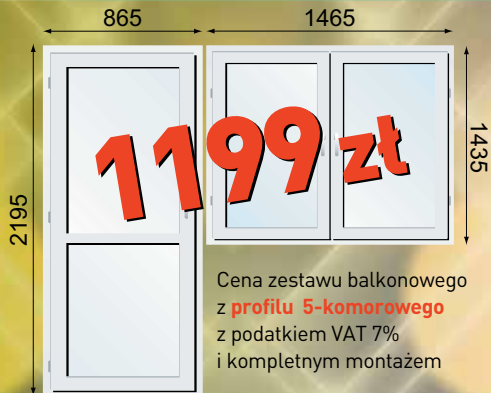 865 1465
2195
1435
1199 zł
Cena zestawu balkonowego
z profilu 5-komorowego
z podatkiem VAT 7%
i kompletnym montażem